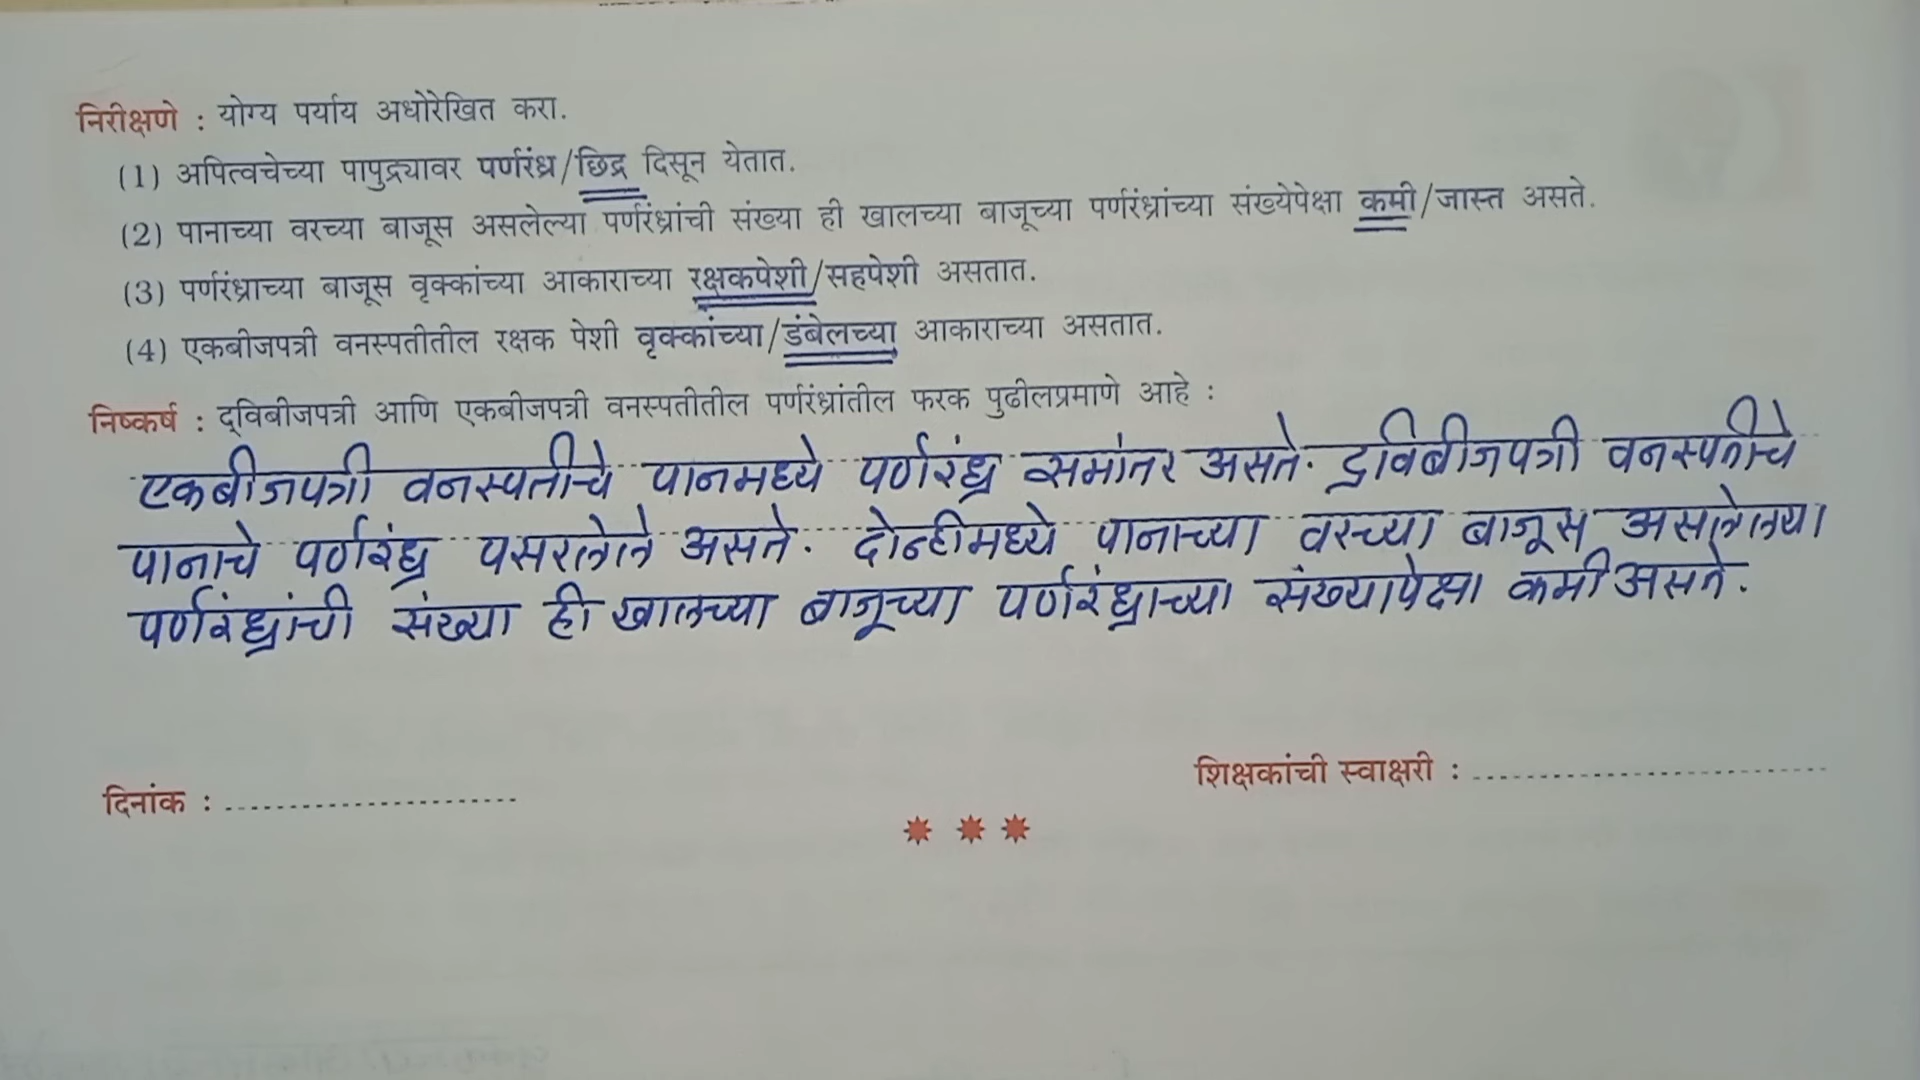 निरीक्षणे : योग्य पर्याय अधोरेखित करा.
(1) अपित्वचेच्या पापुद्र्यावर पर्णरंध्र/छिद्र दिसून येतात.
(2) पानाच्या वरच्या बाजूस असलेल्या पर्णरंध्रांची संख्या ही खालच्या बाजूच्या पर्णरंध्रांच्या संख्येपेक्षा कमी/जास्त असते.
(3) पर्णरंध्राच्या बाजूस वृक्कांच्या आकाराच्या रक्षकपेशी/सहपेशी असतात.
(4) एकबीजपत्री वनस्पतीतील रक्षक पेशी वृक्कांच्या/डंबेलच्या आकाराच्या असतात.
निष्कर्ष : द्विबीजपत्री आणि एकबीजपत्री वनस्पतीतील पर्णरंध्रांतील फरक पुढीलप्रमाणे आहे :
एकबीजपत्री वनस्पतीचे पानमध्ये पर्णरंध्र समांतर असते. द्रविबीजपत्री वनस्पतीचे
पानाचे पर्णरंध्र पसरलेले असते. दोन्हीमध्ये पानाच्या वरच्या बाजूस असलेलया
पर्णरंध्रांची संख्या ही खालच्या बाजूच्या पर्णरंध्राच्या संख्यापेक्षा कमी असते.
दिनांक :
शिक्षकांची स्वाक्षरी :